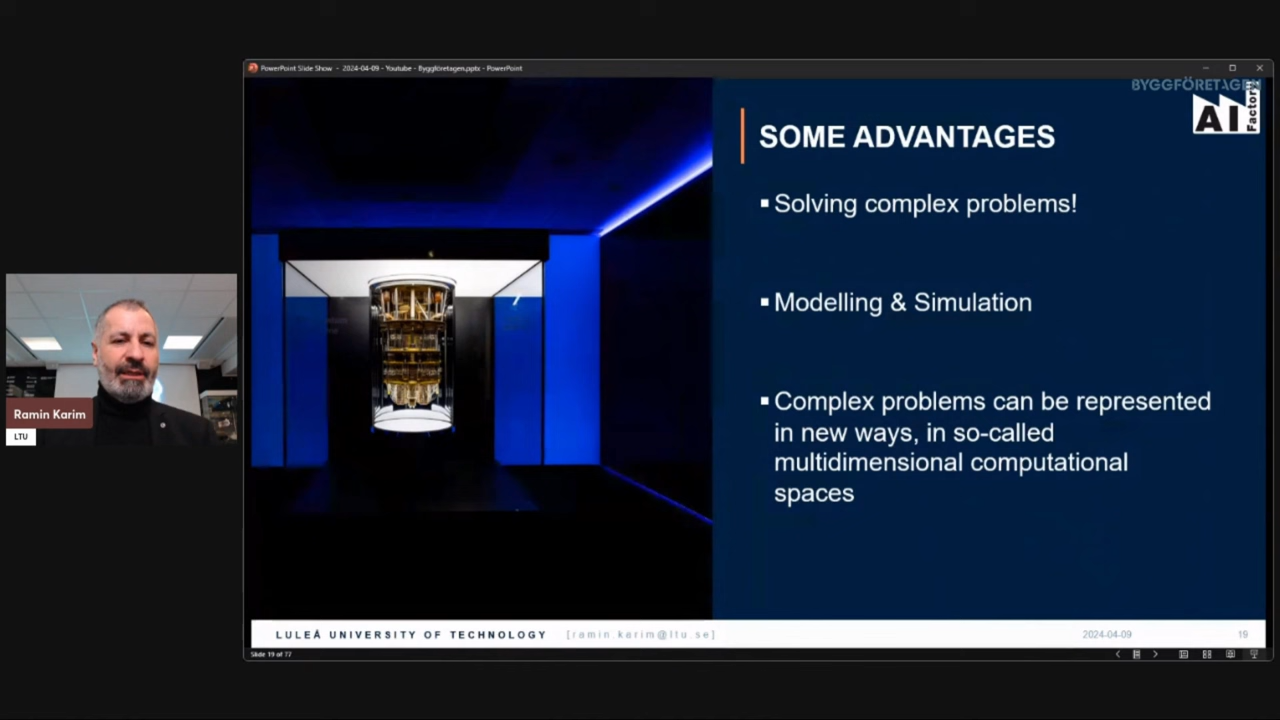 PowerPoint Slide Show - 2024-04-09 - Youtube - Byggföretagen.pptx - PowerPoint
BYGGFÖRETAGEN
AI Factory
SOME ADVANTAGES
▪ Solving complex problems!
▪ Modelling & Simulation
▪ Complex problems can be represented
in new ways, in so-called
multidimensional computational
spaces
Ramin Karim
LTU
LULEÅ UNIVERSITY OF TECHNOLOGY [ramin.karim@ltu.se] 2024-04-09 19
Slide 19 of 77